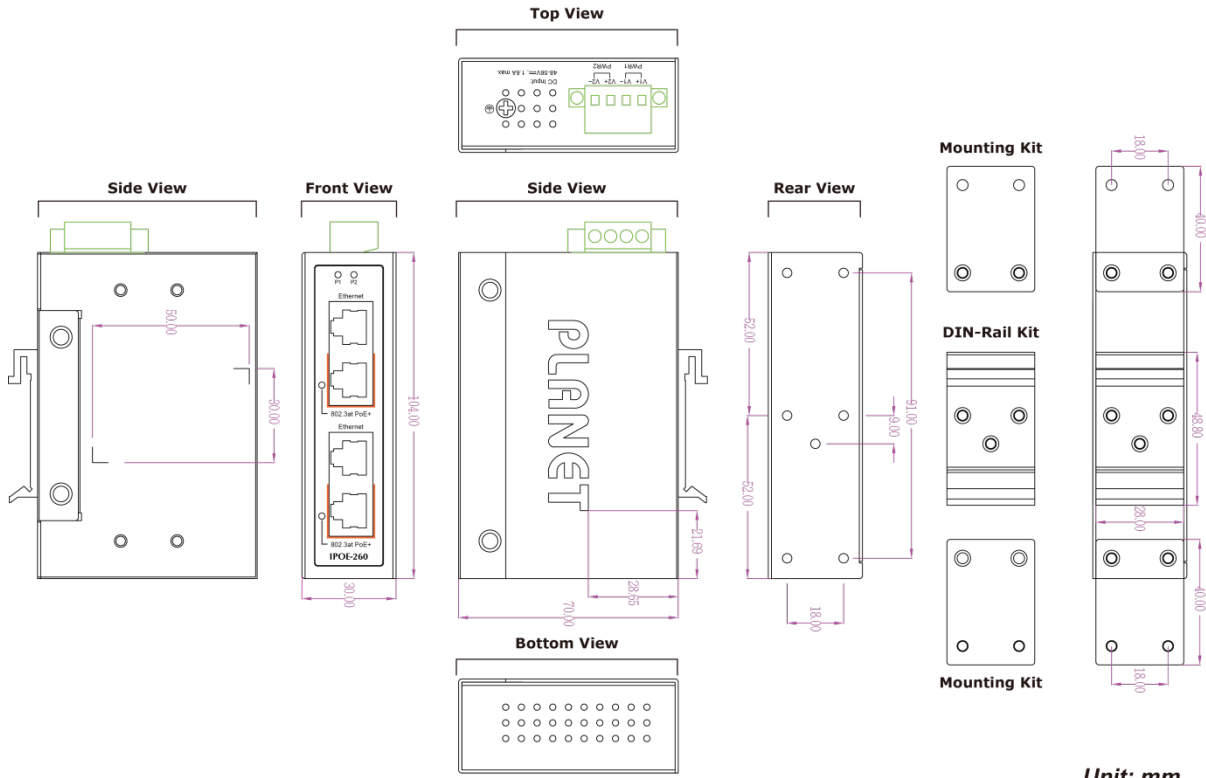 Top View
DC Input:
48-56V⎓, 1.6A max.
PWR2
PWR1
V2-
V2+
V1-
V1+
Side View
Front View
Side View
Rear View
Mounting Kit
18.00
40.00
P1
P2
Ethernet
802.3at PoE+
Ethernet
802.3at PoE+
IPOE-260
50.00
30.00
104.00
30.00
PLANET
21.69
28.65
70.00
52.00
52.00
91.00
9.00
18.00
DIN-Rail Kit
48.80
28.00
40.00
18.00
Mounting Kit
Bottom View
Unit: mm